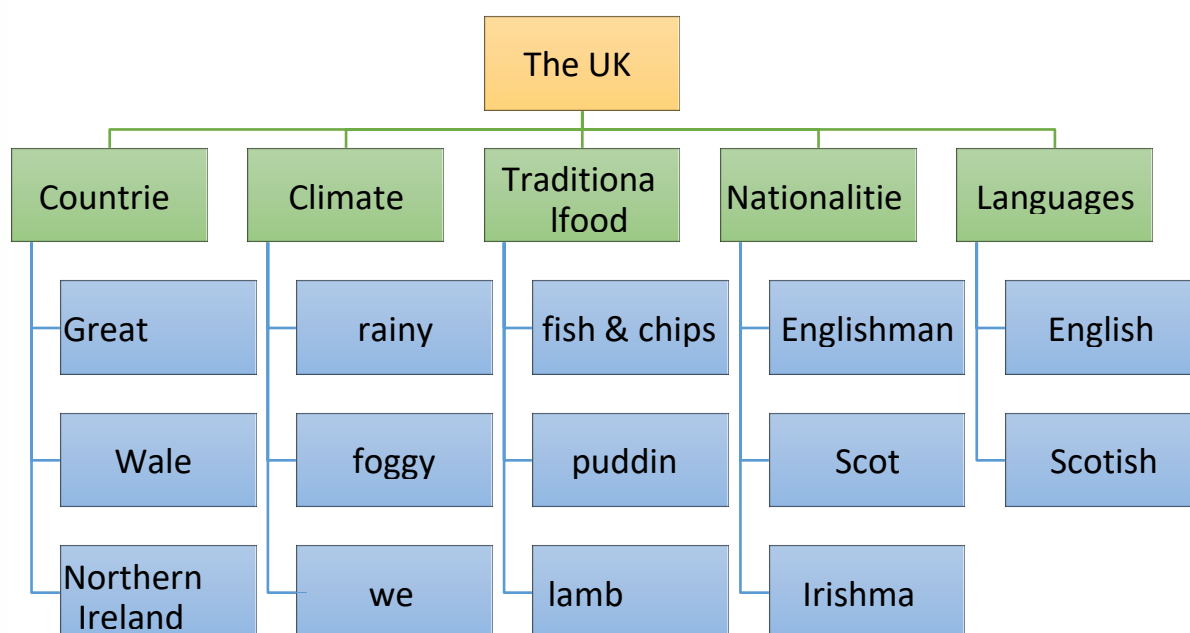 The UK
Countrie
Climate
Traditiona
lfood
Nationalitie
Languages
Great
rainy
fish & chips
Englishman
English
Wale
foggy
puddin
Scot
Scotish
Northern
Ireland
we
lamb
Irishma